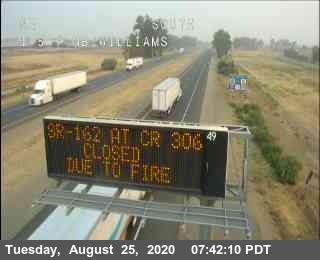 SOUTH
NB WILLIAMS
SR-162 AT CR 306
CLOSED
DUE TO FIRE
49
Tuesday, August 25, 2020 07:42:10 PDT